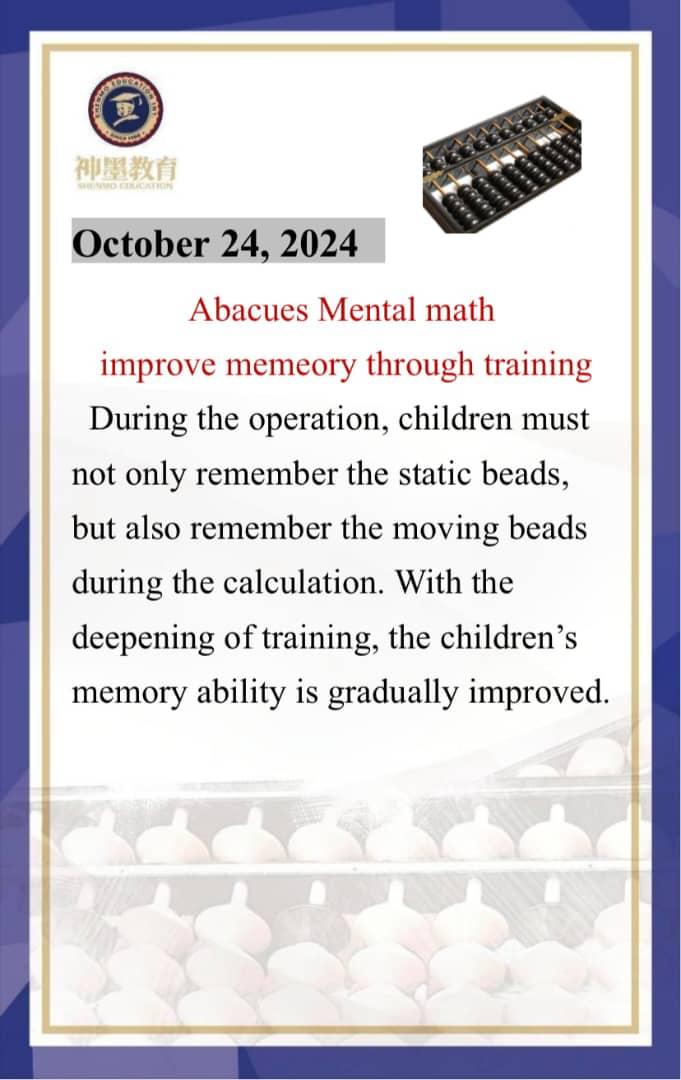 神墨教育
SHENMO EDUCATION
October 24, 2024
Abacues Mental math
improve memeory through training
During the operation, children must
not only remember the static beads,
but also remember the moving beads
during the calculation. With the
deepening of training, the children’s
memory ability is gradually improved.